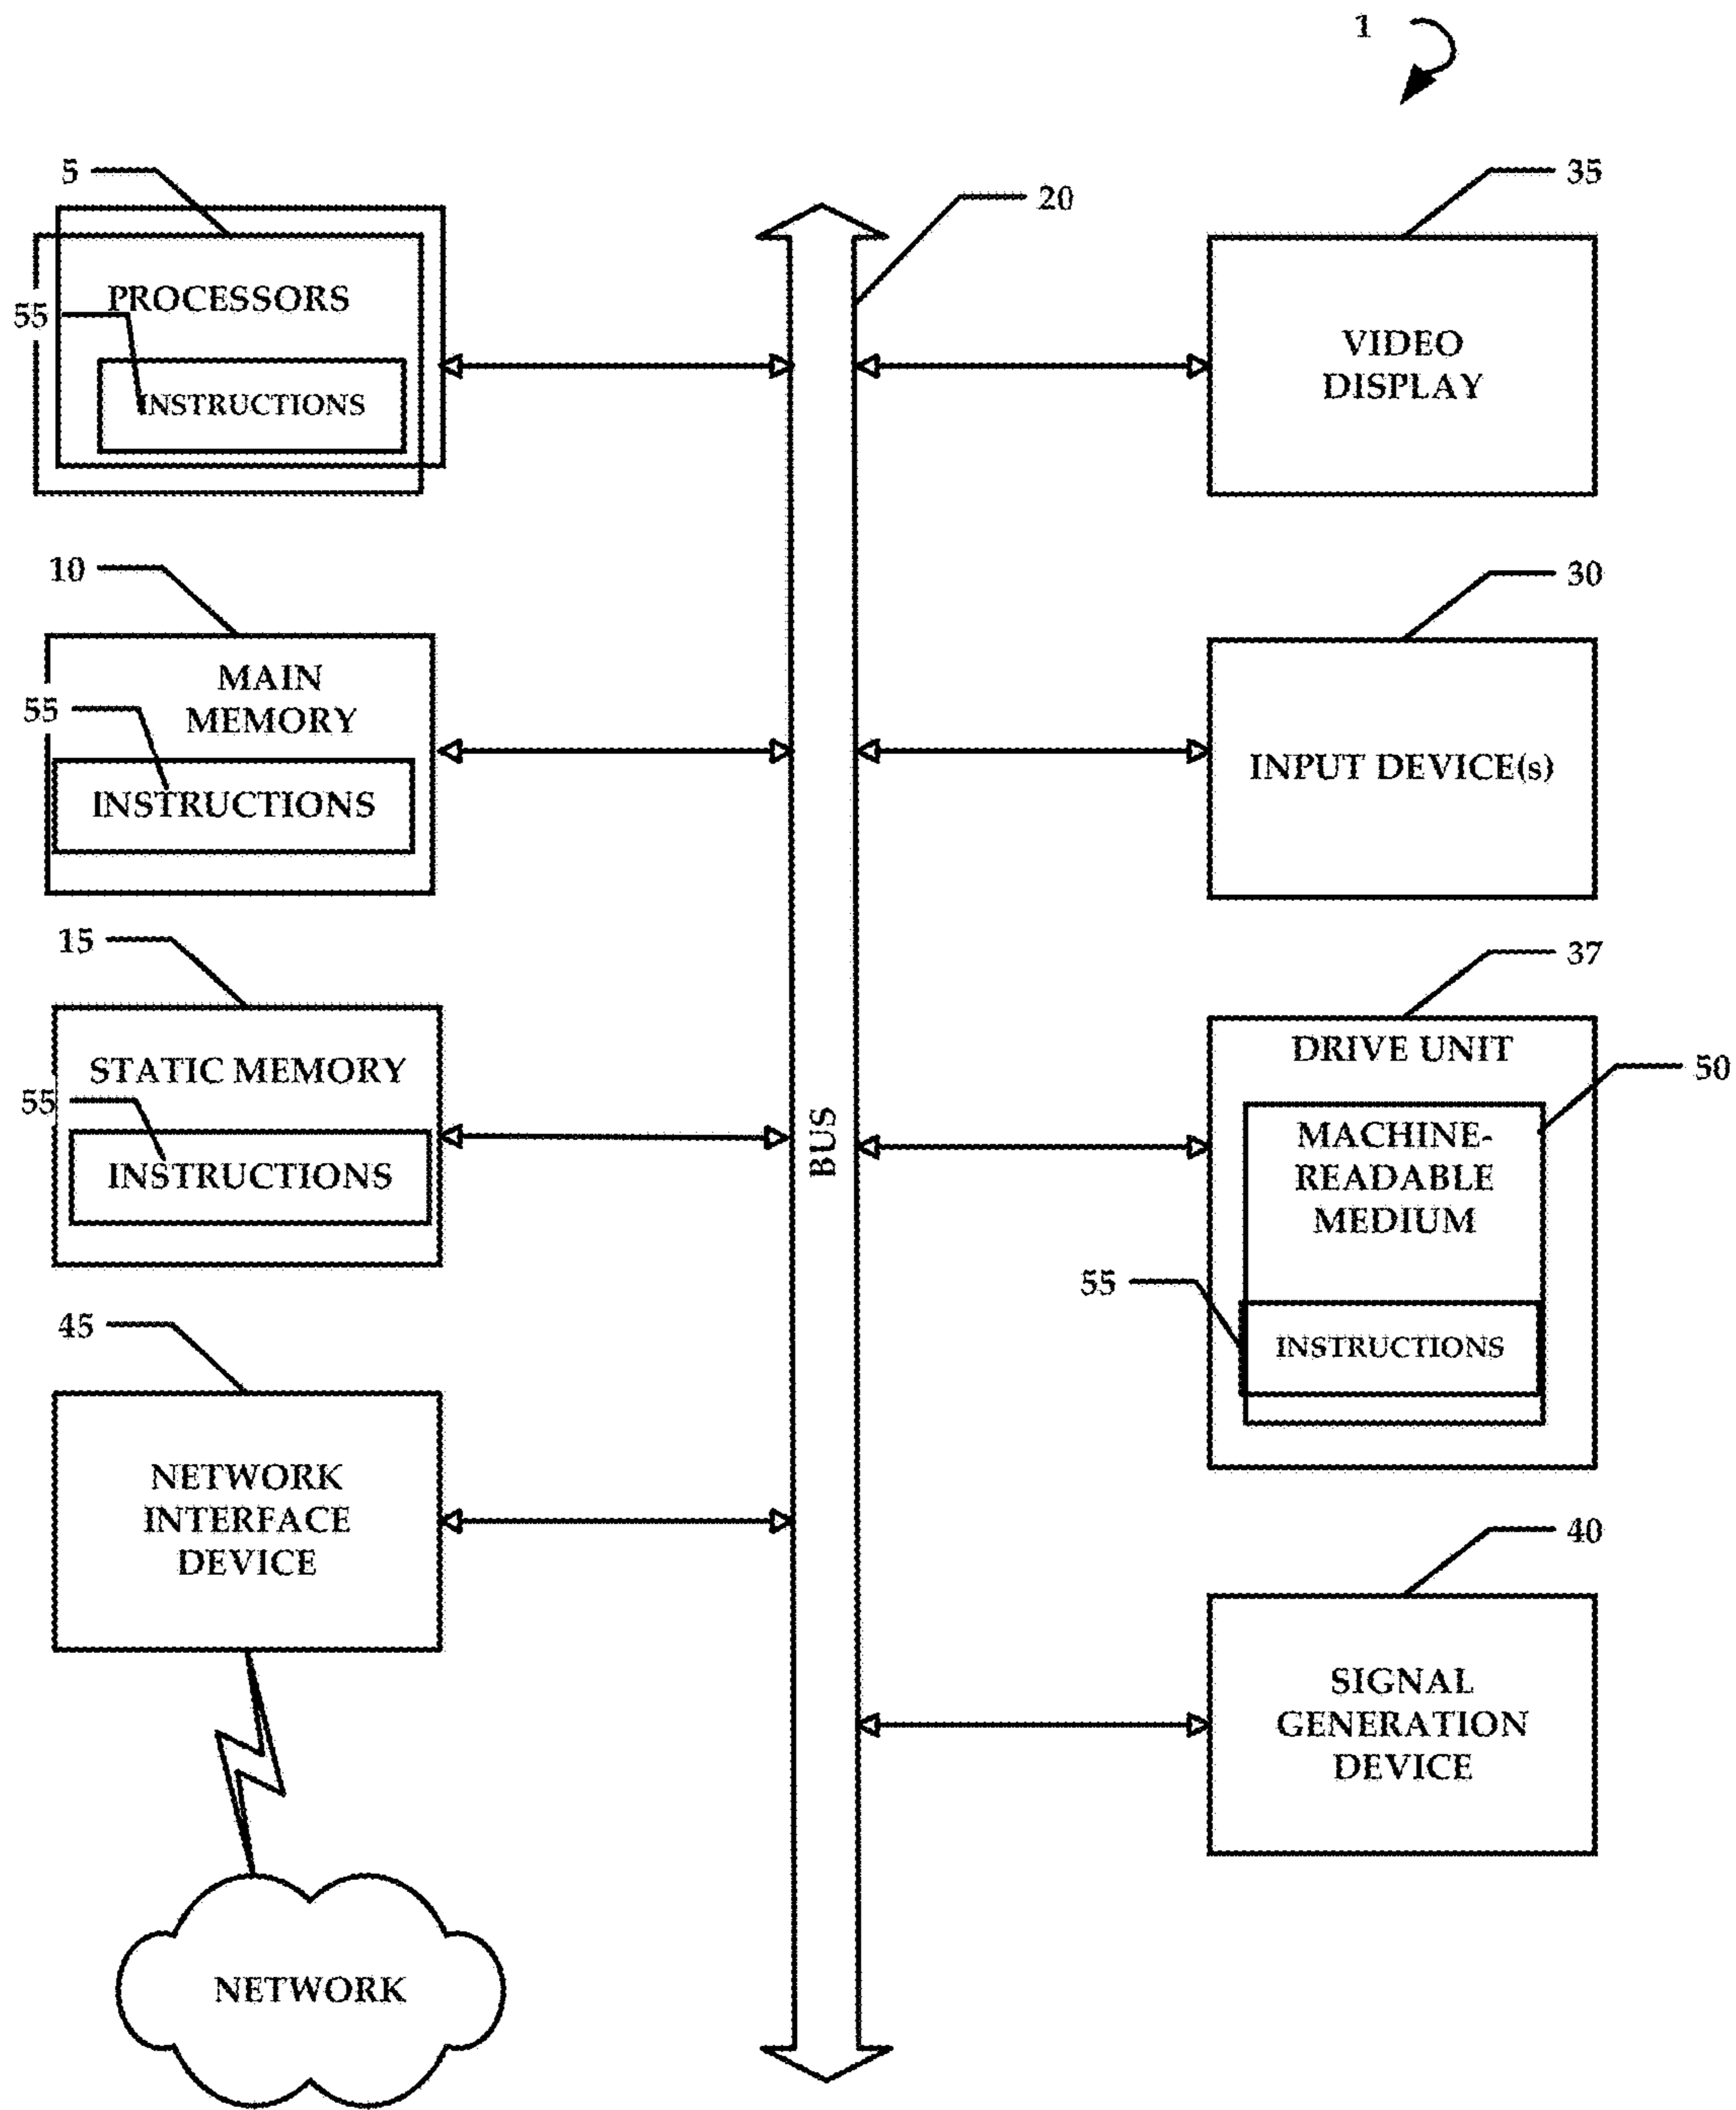 1
5
20
35
PROCESSORS
55
INSTRUCTIONS
VIDEO
DISPLAY
10
30
MAIN
MEMORY
55
INSTRUCTIONS
INPUT DEVICE(s)
15
37
STATIC MEMORY
55
INSTRUCTIONS
BUS
DRIVE UNIT
50
MACHINE-
READABLE
MEDIUM
55
INSTRUCTIONS
45
NETWORK
INTERFACE
DEVICE
40
SIGNAL
GENERATION
DEVICE
NETWORK